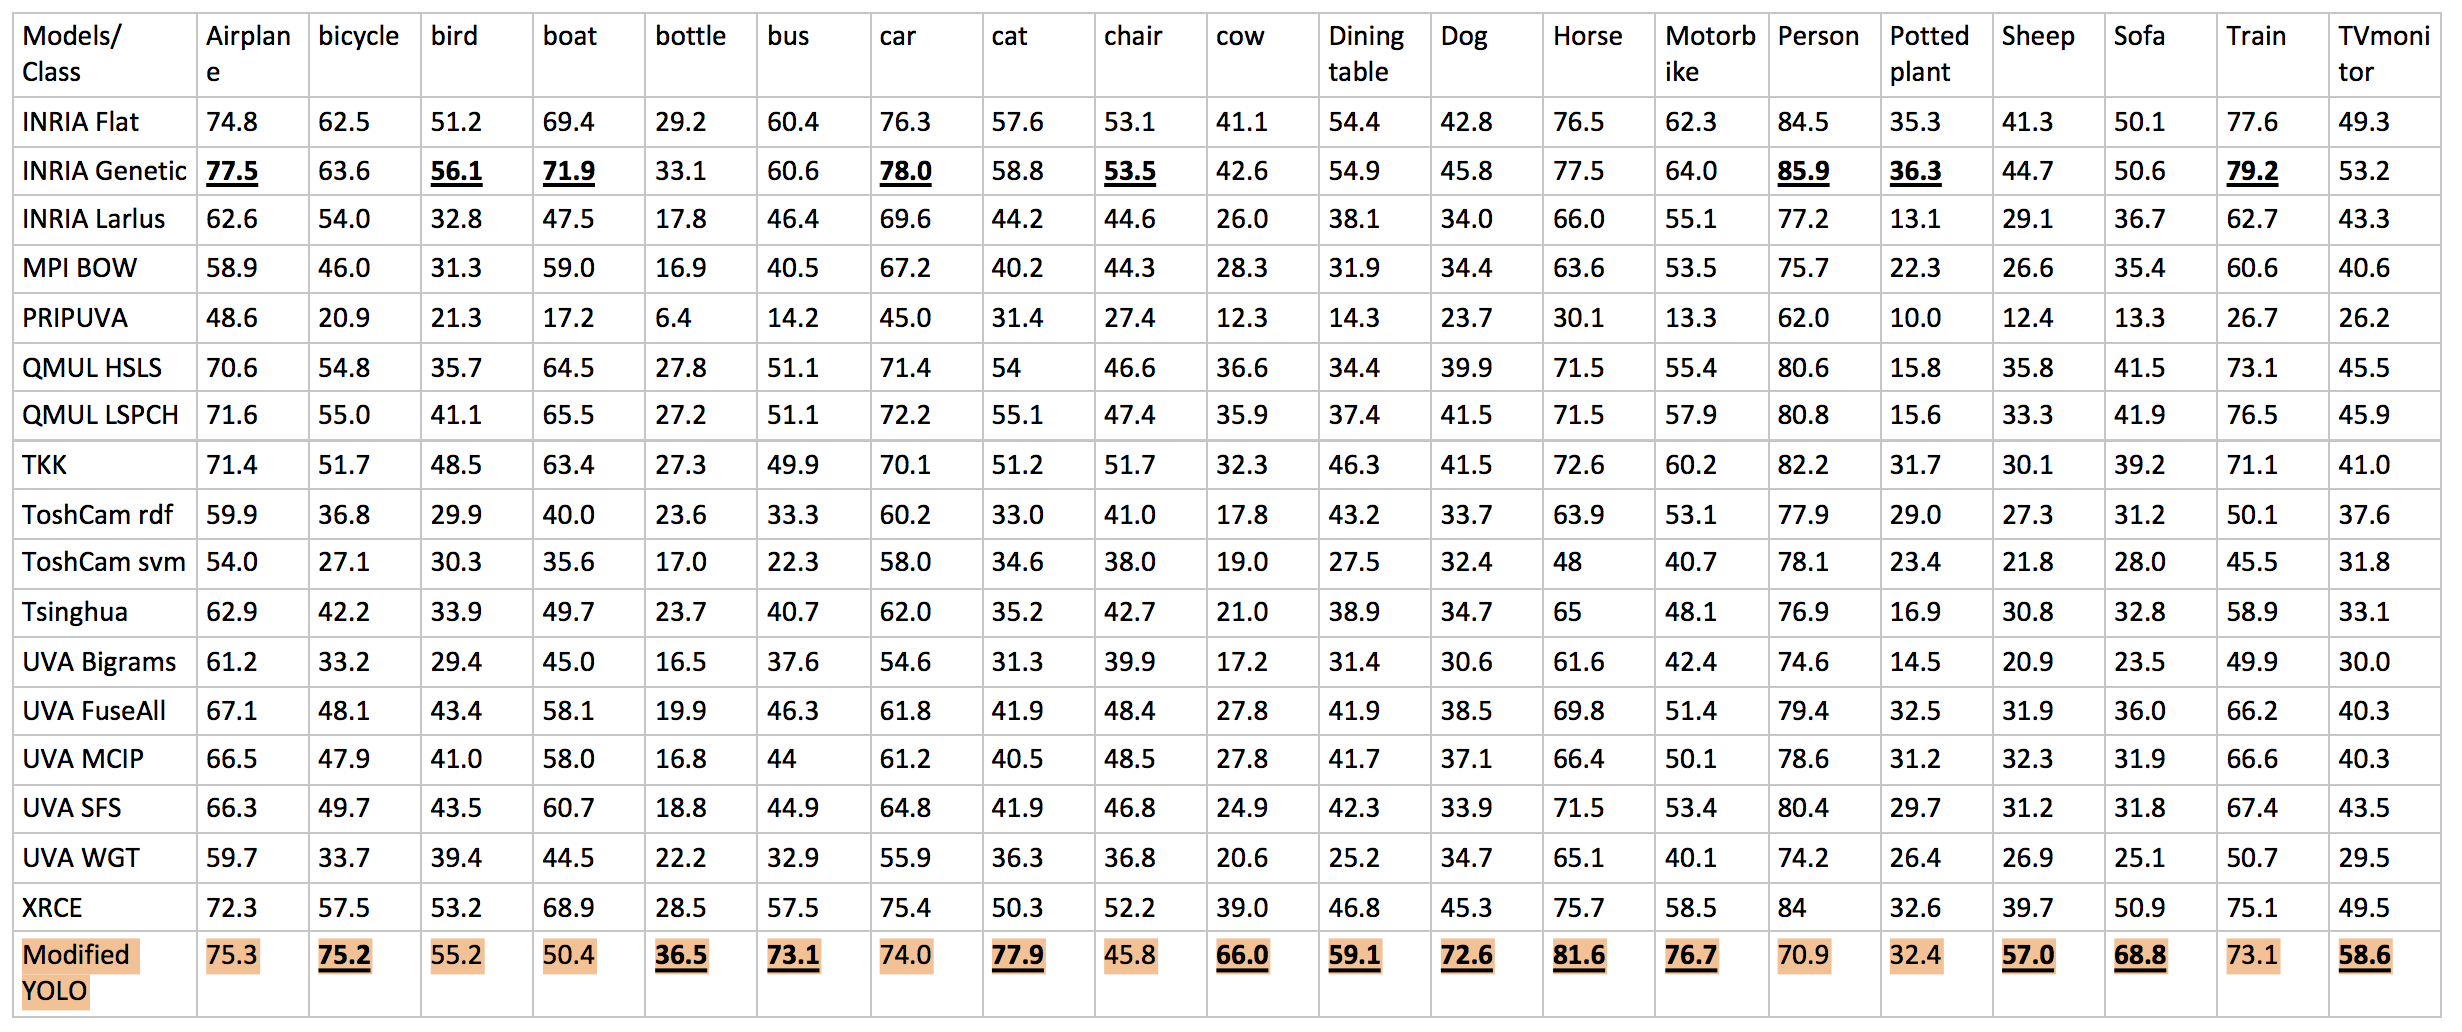 Models/ Airplan bicycle bird boat bottle bus car cat chair cow Dining Dog Horse Motorb Person Potted Sheep Sofa Train TVmoni
Class e table ike plant tor
INRIA Flat 74.8 62.5 51.2 69.4 29.2 60.4 76.3 57.6 53.1 41.1 54.4 42.8 76.5 62.3 84.5 35.3 41.3 50.1 77.6 49.3
INRIA Genetic 77.5 63.6 56.1 71.9 33.1 60.6 78.0 58.8 53.5 42.6 54.9 45.8 77.5 64.0 85.9 36.3 44.7 50.6 79.2 53.2
INRIA Larlus 62.6 54.0 32.8 47.5 17.8 46.4 69.6 44.2 44.6 26.0 38.1 34.0 66.0 55.1 77.2 13.1 29.1 36.7 62.7 43.3
MPI BOW 58.9 46.0 31.3 59.0 16.9 40.5 67.2 40.2 44.3 28.3 31.9 34.4 63.6 53.5 75.7 22.3 26.6 35.4 60.6 40.6
PRIPUVA 48.6 20.9 21.3 17.2 6.4 14.2 45.0 31.4 27.4 12.3 14.3 23.7 30.1 13.3 62.0 10.0 12.4 13.3 26.7 26.2
QMUL HSLS 70.6 54.8 35.7 64.5 27.8 51.1 71.4 54 46.6 36.6 34.4 39.9 71.5 55.4 80.6 15.8 35.8 41.5 73.1 45.5
QMUL LSPCH 71.6 55.0 41.1 65.5 27.2 51.1 72.2 55.1 47.4 35.9 37.4 41.5 71.5 57.9 80.8 15.6 33.3 41.9 76.5 45.9
TKK 71.4 51.7 48.5 63.4 27.3 49.9 70.1 51.2 51.7 32.3 46.3 41.5 72.6 60.2 82.2 31.7 30.1 39.2 71.1 41.0
ToshCam rdf 59.9 36.8 29.9 40.0 23.6 33.3 60.2 33.0 41.0 17.8 43.2 33.7 63.9 53.1 77.9 29.0 27.3 31.2 50.1 37.6
ToshCam svm 54.0 27.1 30.3 35.6 17.0 22.3 58.0 34.6 38.0 19.0 27.5 32.4 48 40.7 78.1 23.4 21.8 28.0 45.5 31.8
Tsinghua 62.9 42.2 33.9 49.7 23.7 40.7 62.0 35.2 42.7 21.0 38.9 34.7 65 48.1 76.9 16.9 30.8 32.8 58.9 33.1
UVA Bigrams 61.2 33.2 29.4 45.0 16.5 37.6 54.6 31.3 39.9 17.2 31.4 30.6 61.6 42.4 74.6 14.5 20.9 23.5 49.9 30.0
UVA FuseAll 67.1 48.1 43.4 58.1 19.9 46.3 61.8 41.9 48.4 27.8 41.9 38.5 69.8 51.4 79.4 32.5 31.9 36.0 66.2 40.3
UVA MCIP 66.5 47.9 41.0 58.0 16.8 44 61.2 40.5 48.5 27.8 41.7 37.1 66.4 50.1 78.6 31.2 32.3 31.9 66.6 40.3
UVA SFS 66.3 49.7 43.5 60.7 18.8 44.9 64.8 41.9 46.8 24.9 42.3 33.9 71.5 53.4 80.4 29.7 31.2 31.8 67.4 43.5
UVA WGT 59.7 33.7 39.4 44.5 22.2 32.9 55.9 36.3 36.8 20.6 25.2 34.7 65.1 40.1 74.2 26.4 26.9 25.1 50.7 29.5
XRCE 72.3 57.5 53.2 68.9 28.5 57.5 75.4 50.3 52.2 39.0 46.8 45.3 75.7 58.5 84 32.6 39.7 50.9 75.1 49.5
Modified 75.3 75.2 55.2 50.4 36.5 73.1 74.0 77.9 45.8 66.0 59.1 72.6 81.6 76.7 70.9 32.4 57.0 68.8 73.1 58.6
YOLO